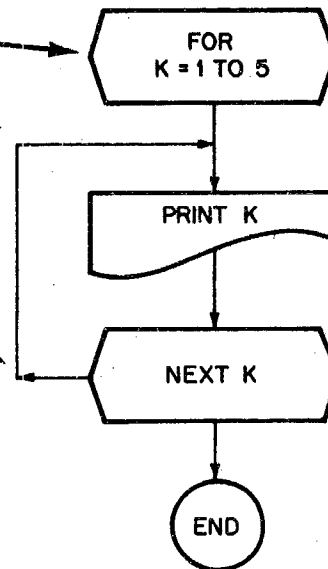 FOR
K = 1 TO 5
PRINT K
NEXT K
END